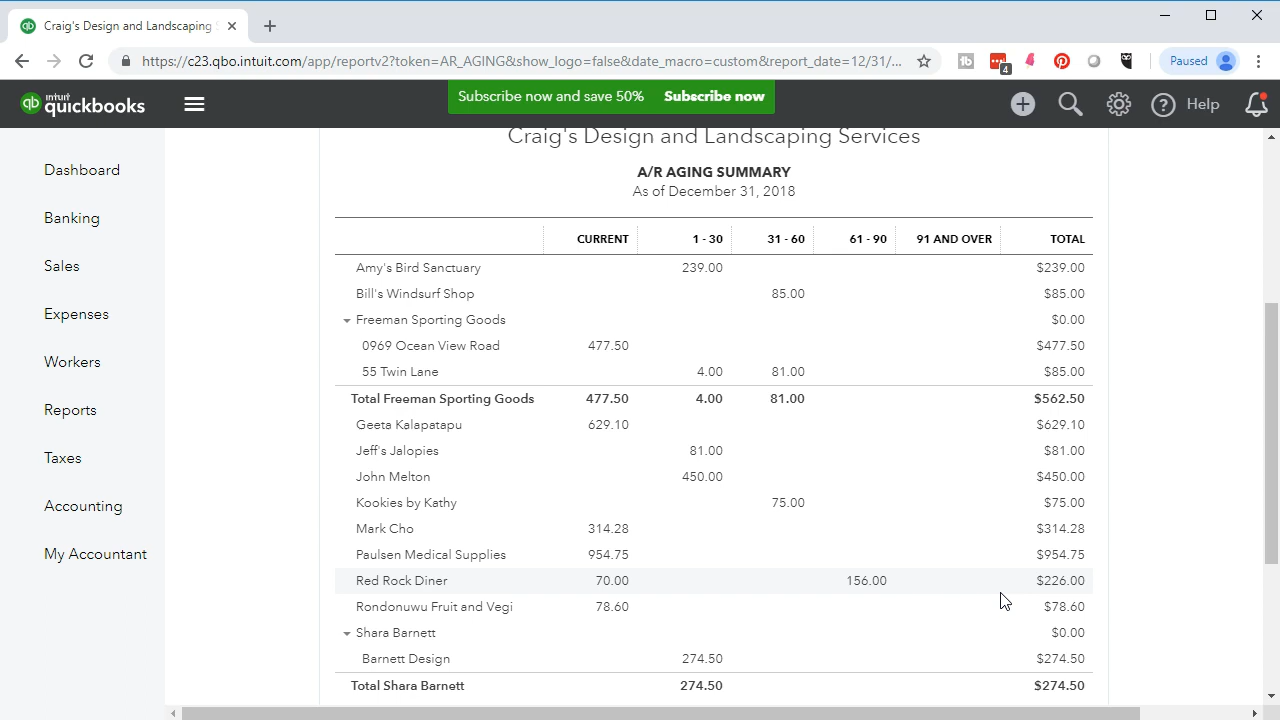 Craig's Design and Landscaping S
https://c23.qbo.intuit.com/app/reportv2?token=AR_AGING&show_logo=false&date_macro=custom&report_date=12/31/...
4
Paused
qb intuit quickbooks
Subscribe now and save 50% Subscribe now
Help
Dashboard
Banking
Sales
Expenses
Workers
Reports
Taxes
Accounting
My Accountant
Craig's Design and Landscaping Services
A/R AGING SUMMARY
As of December 31, 2018
CURRENT 1 - 30 31 - 60 61 - 90 91 AND OVER TOTAL
Amy's Bird Sanctuary 239.00 $239.00
Bill's Windsurf Shop 85.00 $85.00
Freeman Sporting Goods $0.00
0969 Ocean View Road 477.50 $477.50
55 Twin Lane 4.00 81.00 $85.00
Total Freeman Sporting Goods 477.50 4.00 81.00 $562.50
Geeta Kalapatapu 629.10 $629.10
Jeff's Jalopies 81.00 $81.00
John Melton 450.00 $450.00
Kookies by Kathy 75.00 $75.00
Mark Cho 314.28 $314.28
Paulsen Medical Supplies 954.75 $954.75
Red Rock Diner 70.00 156.00 $226.00
Rondonuwu Fruit and Vegi 78.60 $78.60
Shara Barnett $0.00
Barnett Design 274.50 $274.50
Total Shara Barnett 274.50 $274.50